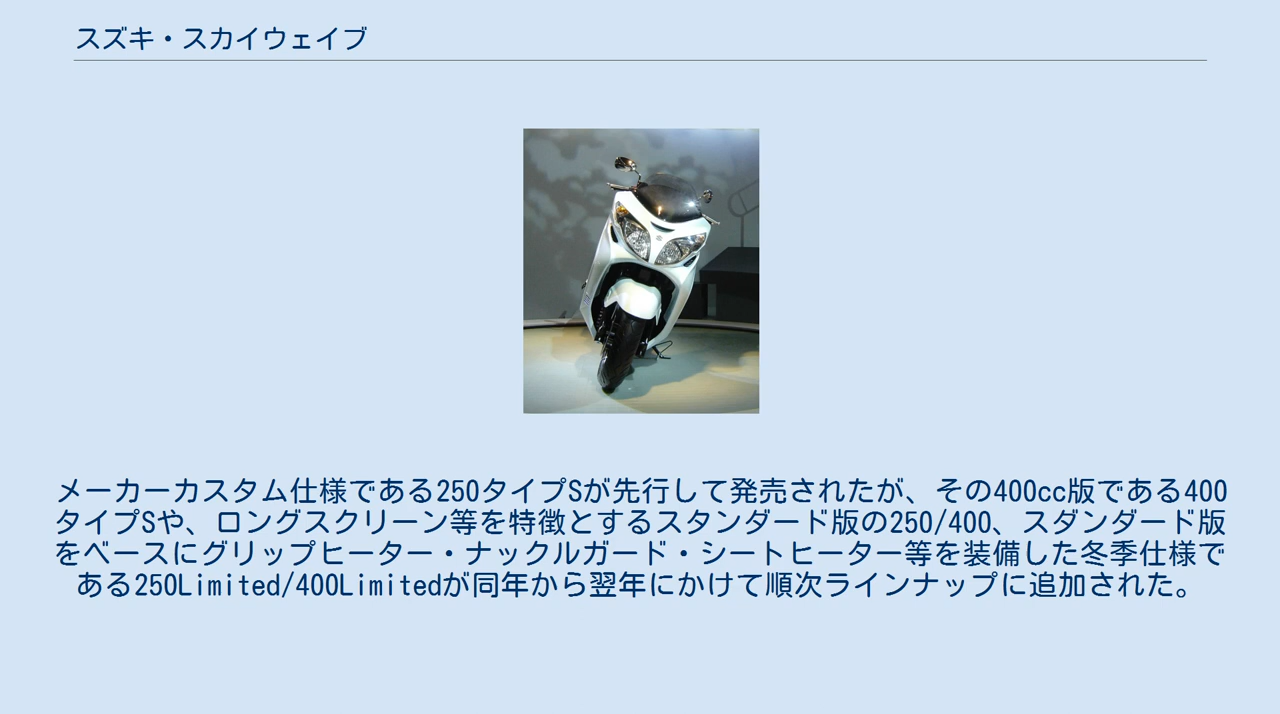 スズキ・スカイウェイブ
メーカーカスタム仕様である250タイプSが先行して発売されたが、その400cc版である400
タイプSや、ロングスクリーン等を特徴とするスタンダード版の250/400、スダンダード版
をベースにグリップヒーター・ナックルガード・シートヒーター等を装備した冬季仕様で
ある250Limited/400Limitedが同年から翌年にかけて順次ラインナップに追加された。